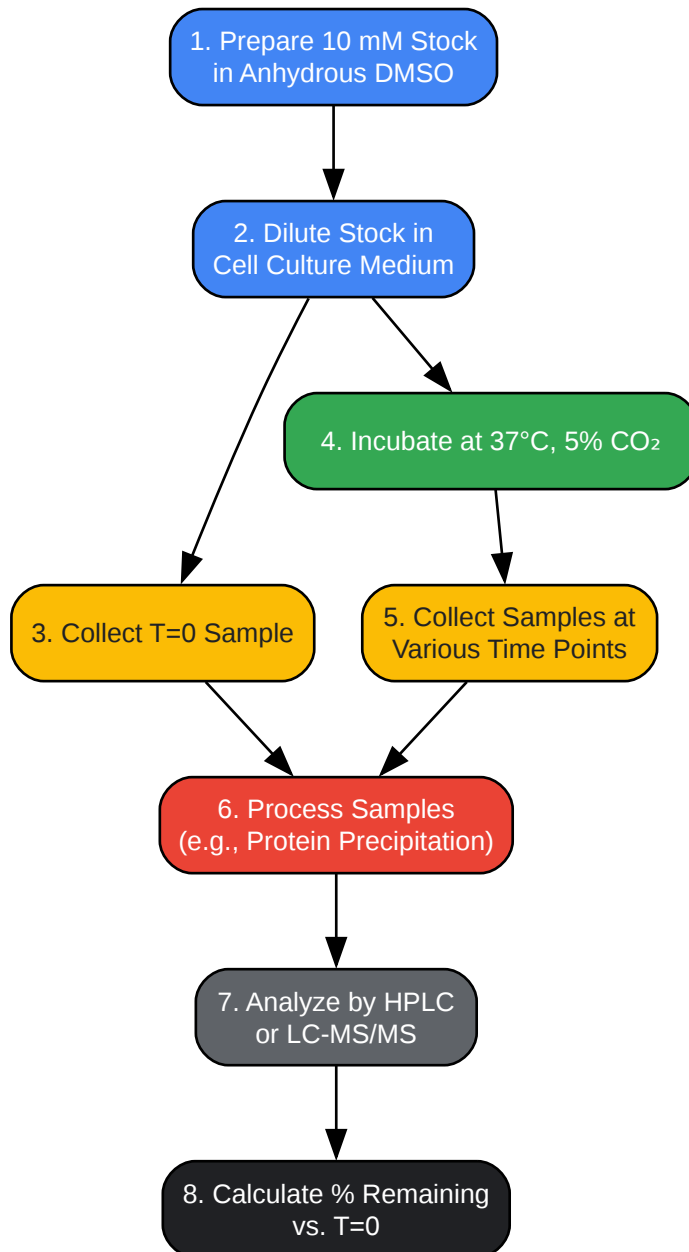 1. Prepare 10 mM Stock
in Anhydrous DMSO
2. Dilute Stock in
Cell Culture Medium
4. Incubate at 37°C, 5% CO₂
3. Collect T=0 Sample
5. Collect Samples at
Various Time Points
6. Process Samples
(e.g., Protein Precipitation)
7. Analyze by HPLC
or LC-MS/MS
8. Calculate % Remaining
vs. T=0